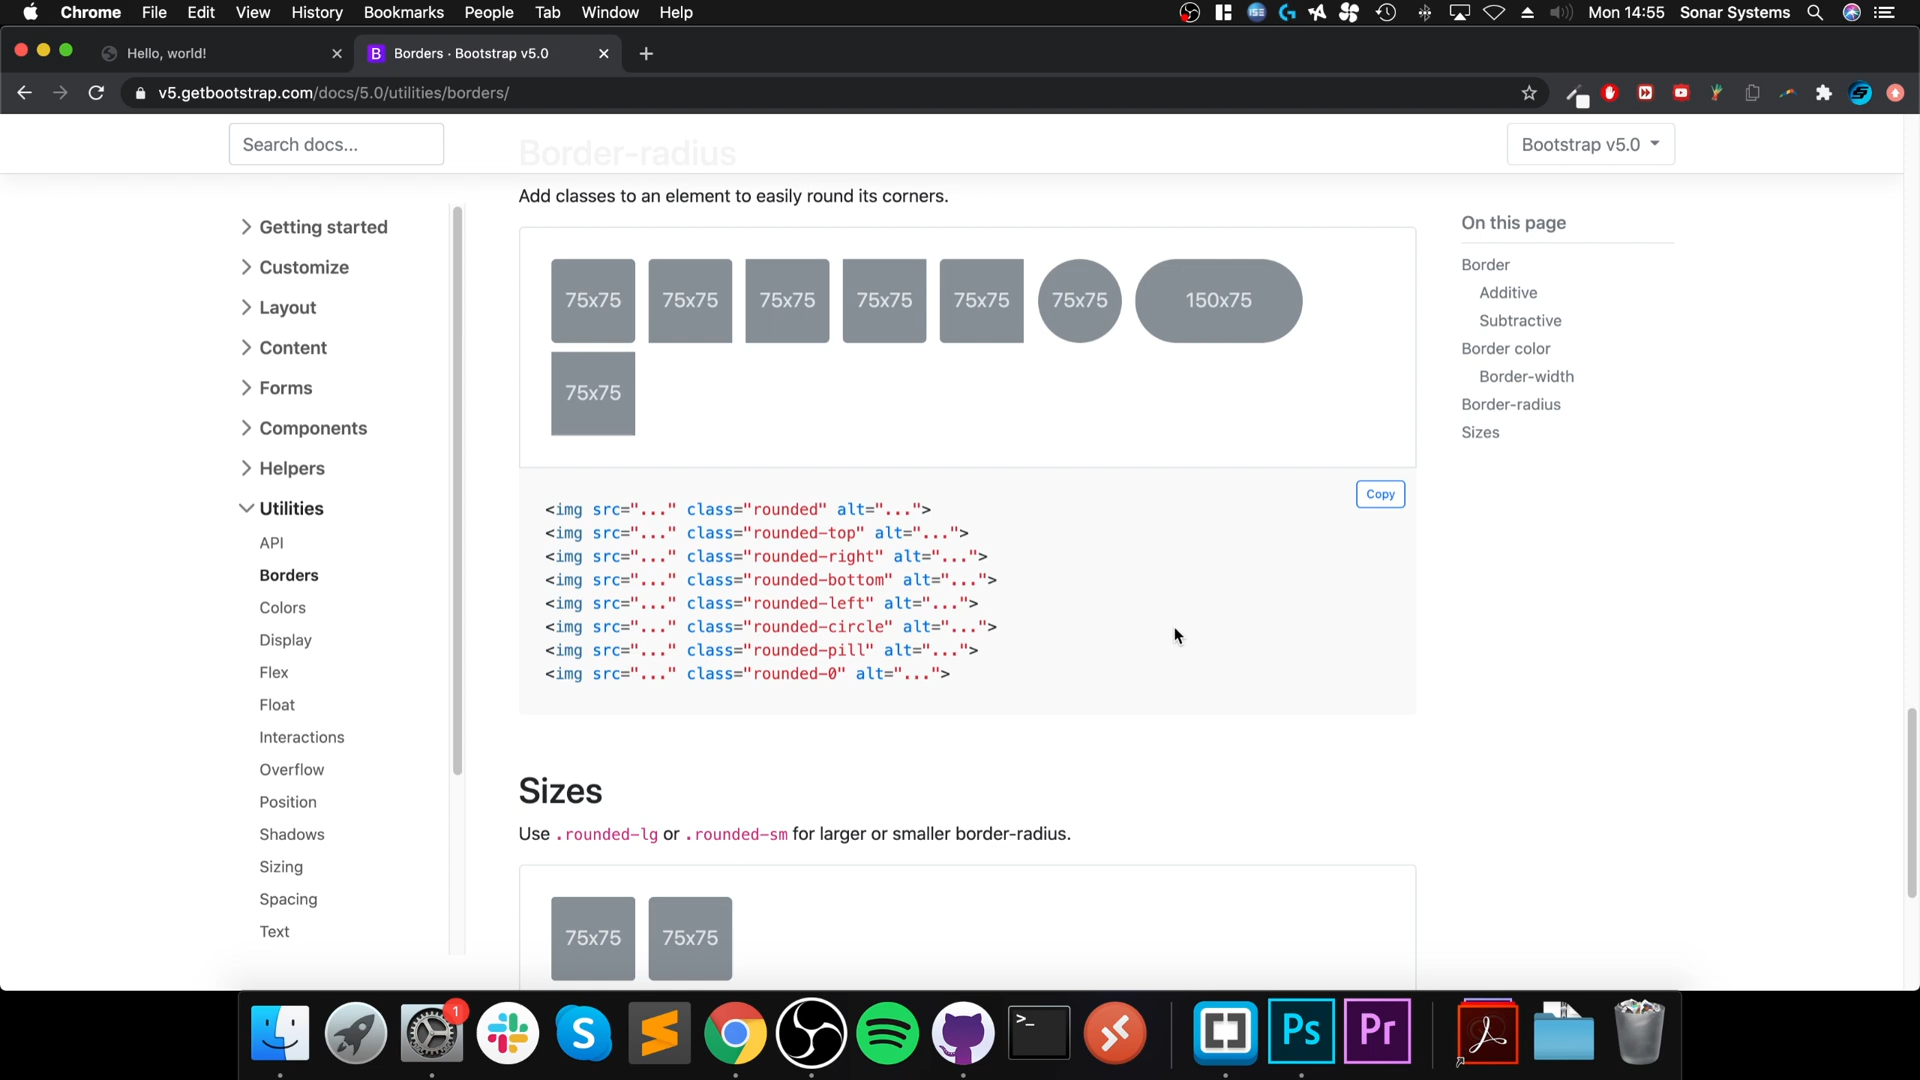 Chrome File Edit View History Bookmarks People Tab Window Help
Mon 14:55 Sonar Systems
Hello, world!
B Borders · Bootstrap v5.0
v5.getbootstrap.com/docs/5.0/utilities/borders/
Search docs...
Border-radius
Bootstrap v5.0
Add classes to an element to easily round its corners.
Getting started
Customize
Layout
Content
Forms
Components
Helpers
Utilities
API
Borders
Colors
Display
Flex
Float
Interactions
Overflow
Position
Shadows
Sizing
Spacing
Text
75x75 75x75 75x75 75x75 75x75 75x75 150x75
75x75
Copy
<img src="..." class="rounded" alt="...">
<img src="..." class="rounded-top" alt="...">
<img src="..." class="rounded-right" alt="...">
<img src="..." class="rounded-bottom" alt="...">
<img src="..." class="rounded-left" alt="...">
<img src="..." class="rounded-circle" alt="...">
<img src="..." class="rounded-pill" alt="...">
<img src="..." class="rounded-0" alt="...">
Sizes
Use .rounded-lg or .rounded-sm for larger or smaller border-radius.
75x75 75x75
On this page
Border
Additive
Subtractive
Border color
Border-width
Border-radius
Sizes
1
S
>_
Ps
Pr